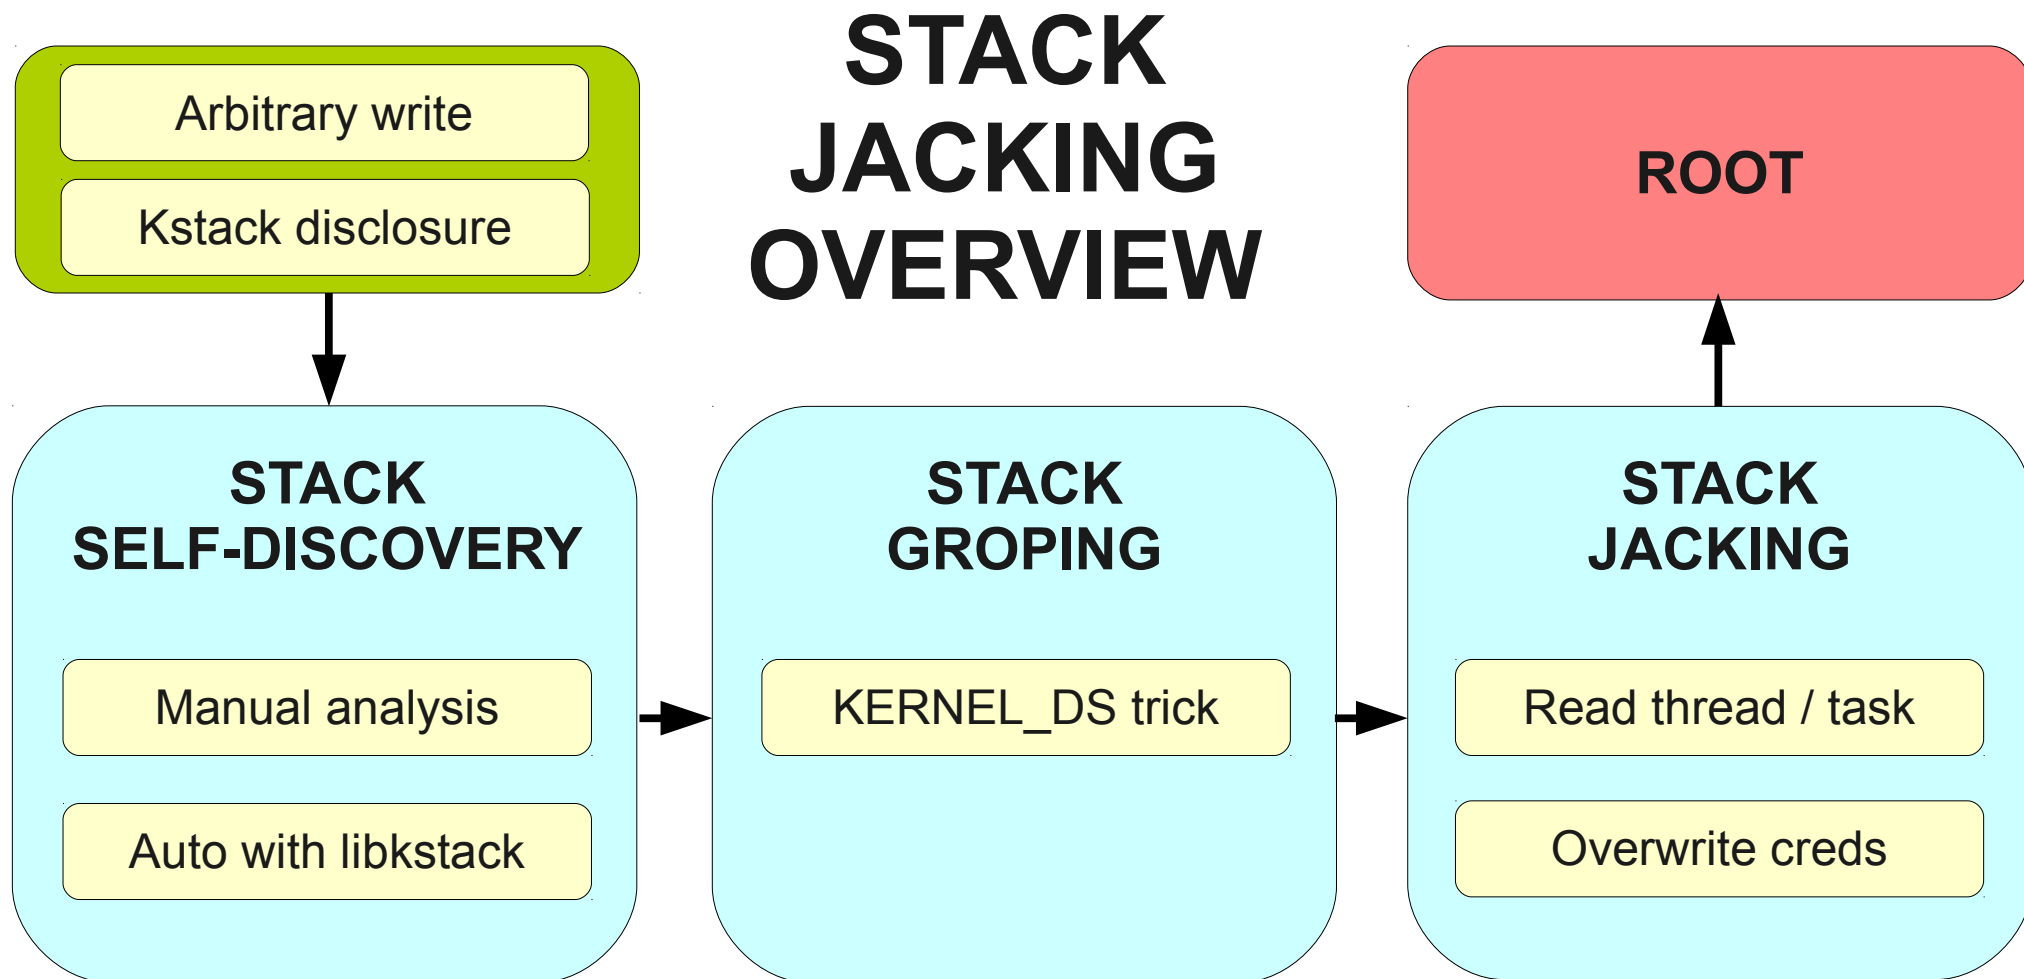 STACK
JACKING
OVERVIEW
Arbitrary write
Kstack disclosure
ROOT
STACK
SELF-DISCOVERY
Manual analysis
Auto with libkstack
STACK
GROPING
KERNEL_DS trick
STACK
JACKING
Read thread / task
Overwrite creds